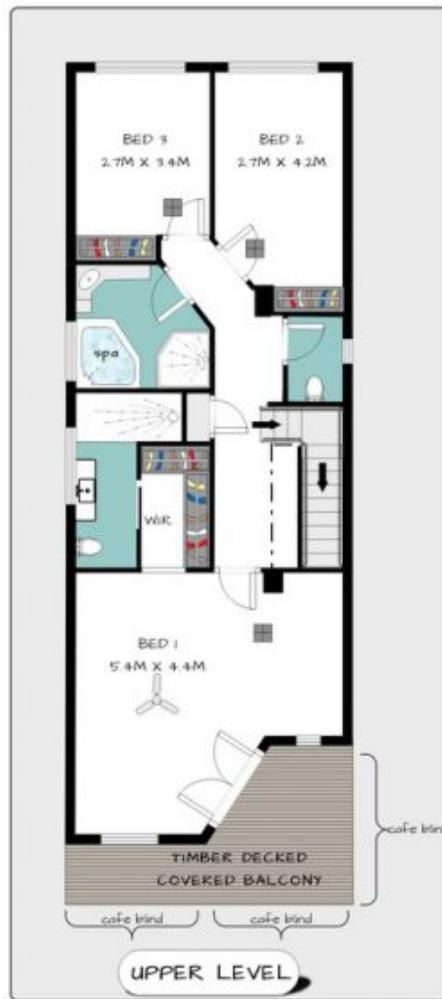 BED 3
2.7M X 3.4M
BED 2
2.7M X 4.2M
spa
WIR
BED 1
5.4M X 4.4M
TIMBER DECKED
COVERED BALCONY
cafe blind
cafe blind
cafe blind
UPPER LEVEL